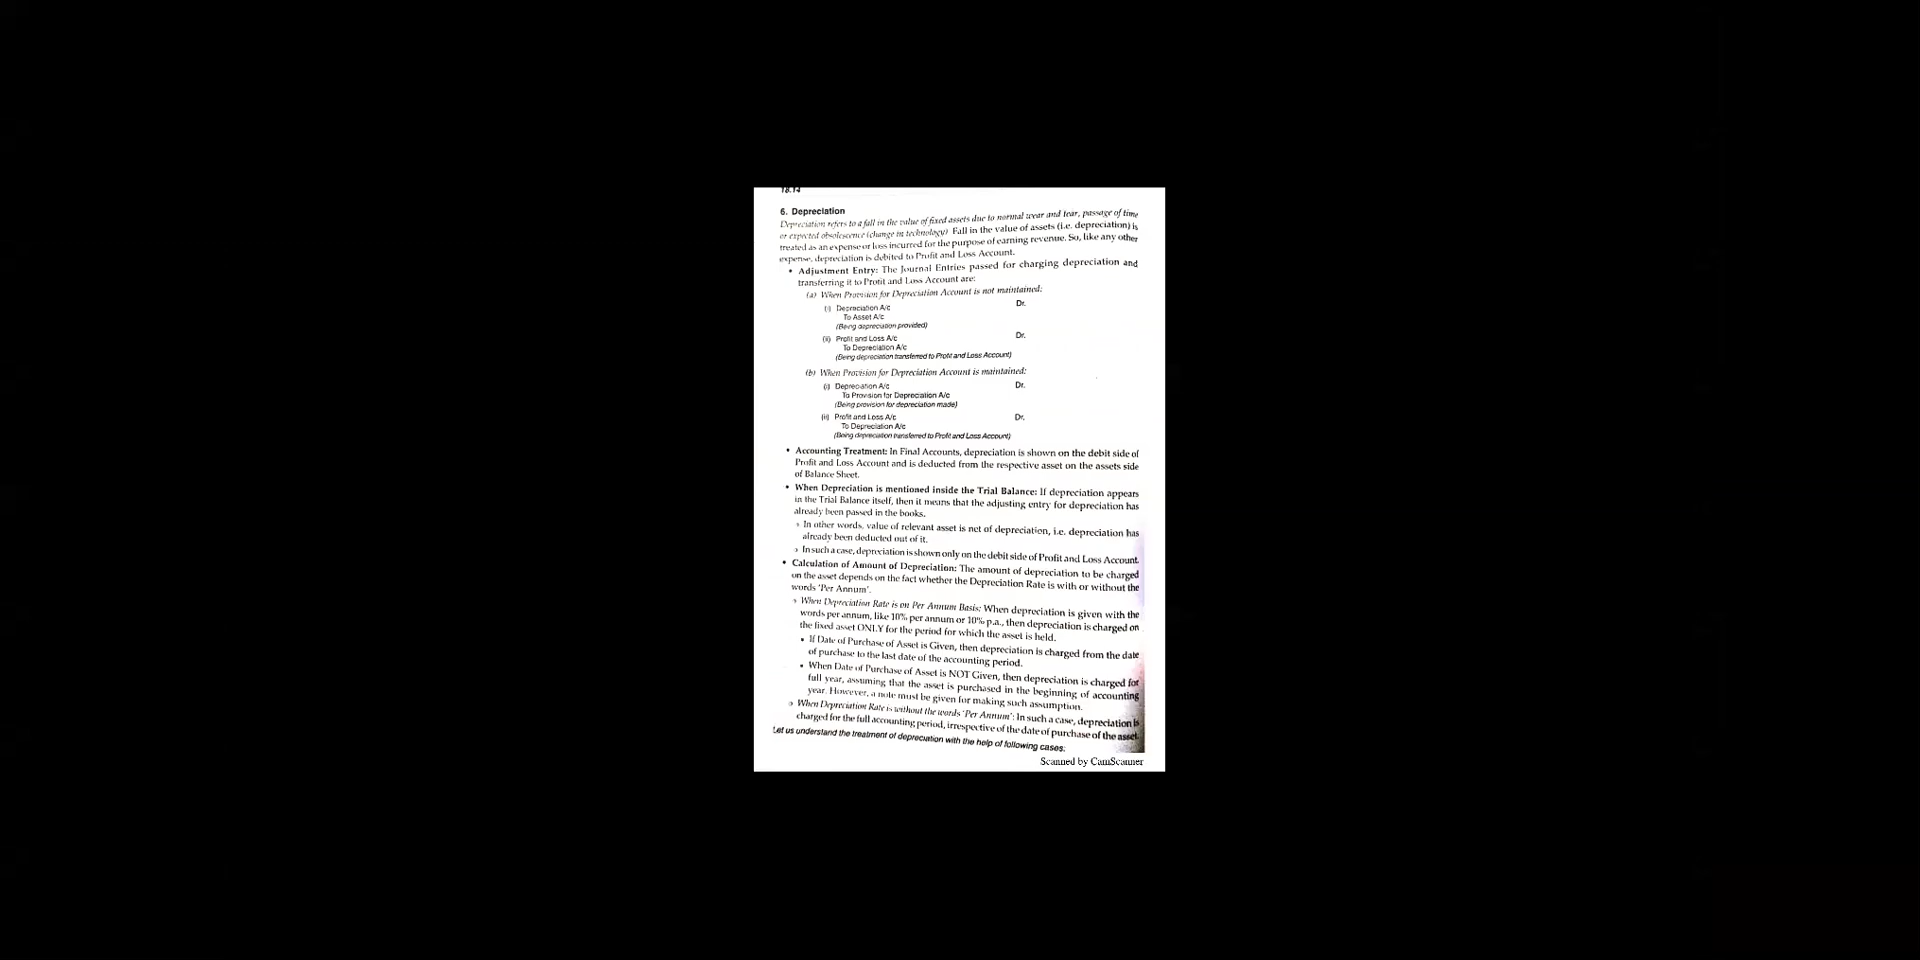 18.14
6. Depreciation
Depreciation refers to a fall in the value of fixed assets due to normal wear and tear, passage of time
or expected obsolescence (change in technology). Fall in the value of assets (i.e. depreciation) is
treated as an expense or loss incurred for the purpose of earning revenue. So, like any other
expense, depreciation is debited to Profit and Loss Account.
• Adjustment Entry: The Journal Entries passed for charging depreciation and
transferring it to Profit and Loss Account are:
(a) When Provision for Depreciation Account is not maintained:
(i) Depreciation A/c Dr.
To Asset A/c
(Being depreciation provided)
(ii) Profit and Loss A/c Dr.
To Depreciation A/c
(Being depreciation transferred to Profit and Loss Account)
(b) When Provision for Depreciation Account is maintained:
(i) Depreciation A/c Dr.
To Provision for Depreciation A/c
(Being provision for depreciation made)
(ii) Profit and Loss A/c Dr.
To Depreciation A/c
(Being depreciation transferred to Profit and Loss Account)
• Accounting Treatment: In Final Accounts, depreciation is shown on the debit side of
Profit and Loss Account and is deducted from the respective asset on the assets side
of Balance Sheet.
• When Depreciation is mentioned inside the Trial Balance: If depreciation appears
in the Trial Balance itself, then it means that the adjusting entry for depreciation has
already been passed in the books.
In other words, value of relevant asset is net of depreciation, i.e. depreciation has
already been deducted out of it.
In such a case, depreciation is shown only on the debit side of Profit and Loss Account.
• Calculation of Amount of Depreciation: The amount of depreciation to be charged
on the asset depends on the fact whether the Depreciation Rate is with or without the
words 'Per Annum'.
When Depreciation Rate is on Per Annum Basis: When depreciation is given with the
words per annum, like 10% per annum or 10% p.a., then depreciation is charged on
the fixed asset ONLY for the period for which the asset is held.
▪ If Date of Purchase of Asset is Given, then depreciation is charged from the date
of purchase to the last date of the accounting period.
▪ When Date of Purchase of Asset is NOT Given, then depreciation is charged for
full year, assuming that the asset is purchased in the beginning of accounting
year. However, a note must be given for making such assumption.
When Depreciation Rate is without the words 'Per Annum': In such a case, depreciation is
charged for the full accounting period, irrespective of the date of purchase of the asset.
Let us understand the treatment of depreciation with the help of following cases:
Scanned by CamScanner